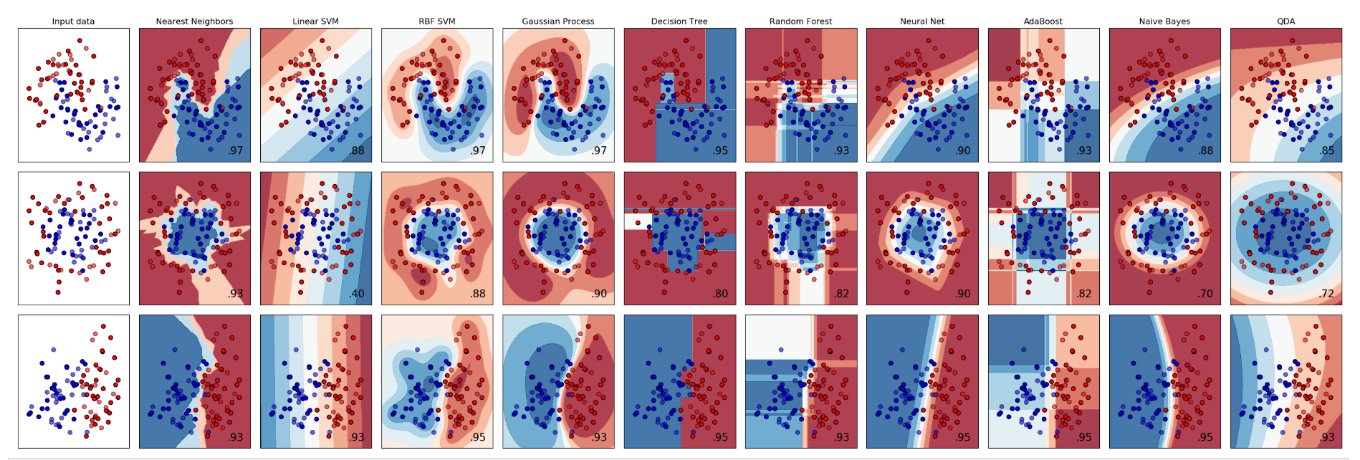 Input data Nearest Neighbors Linear SVM RBF SVM Gaussian Process Decision Tree Random Forest Neural Net AdaBoost Naive Bayes QDA
.97 .88 .97 .97 .95 .93 .90 .93 .88 .85
.93 .40 .88 .90 .80 .82 .90 .82 .70 .72
.93 .93 .95 .93 .95 .93 .95 .95 .95 .93